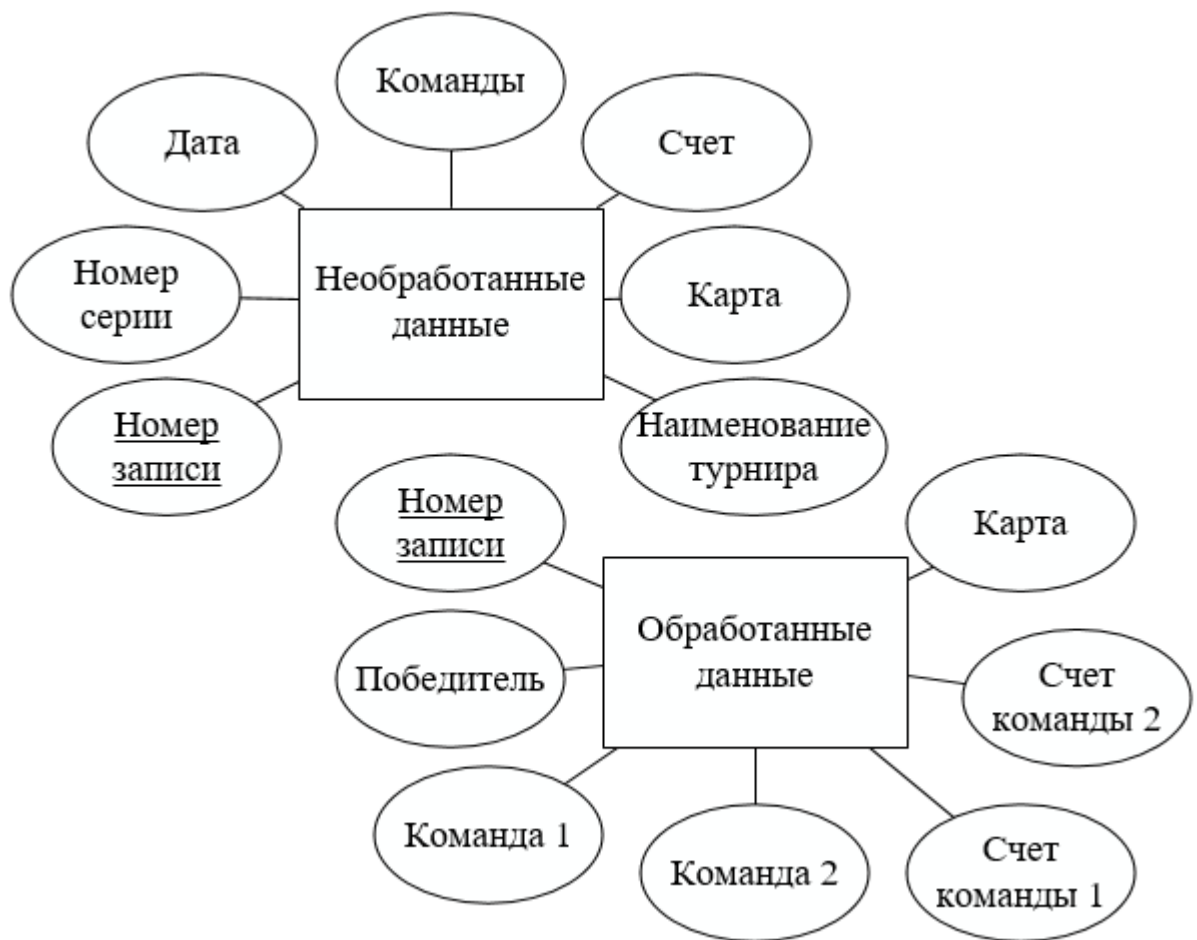 Команды
Дата
Счет
Номер
серии
Необработанные
данные
Карта
Номер
записи
Наименование
турнира
Номер
записи
Карта
Обработанные
данные
Победитель
Счет
команды 2
Команда 1
Команда 2
Счет
команды 1